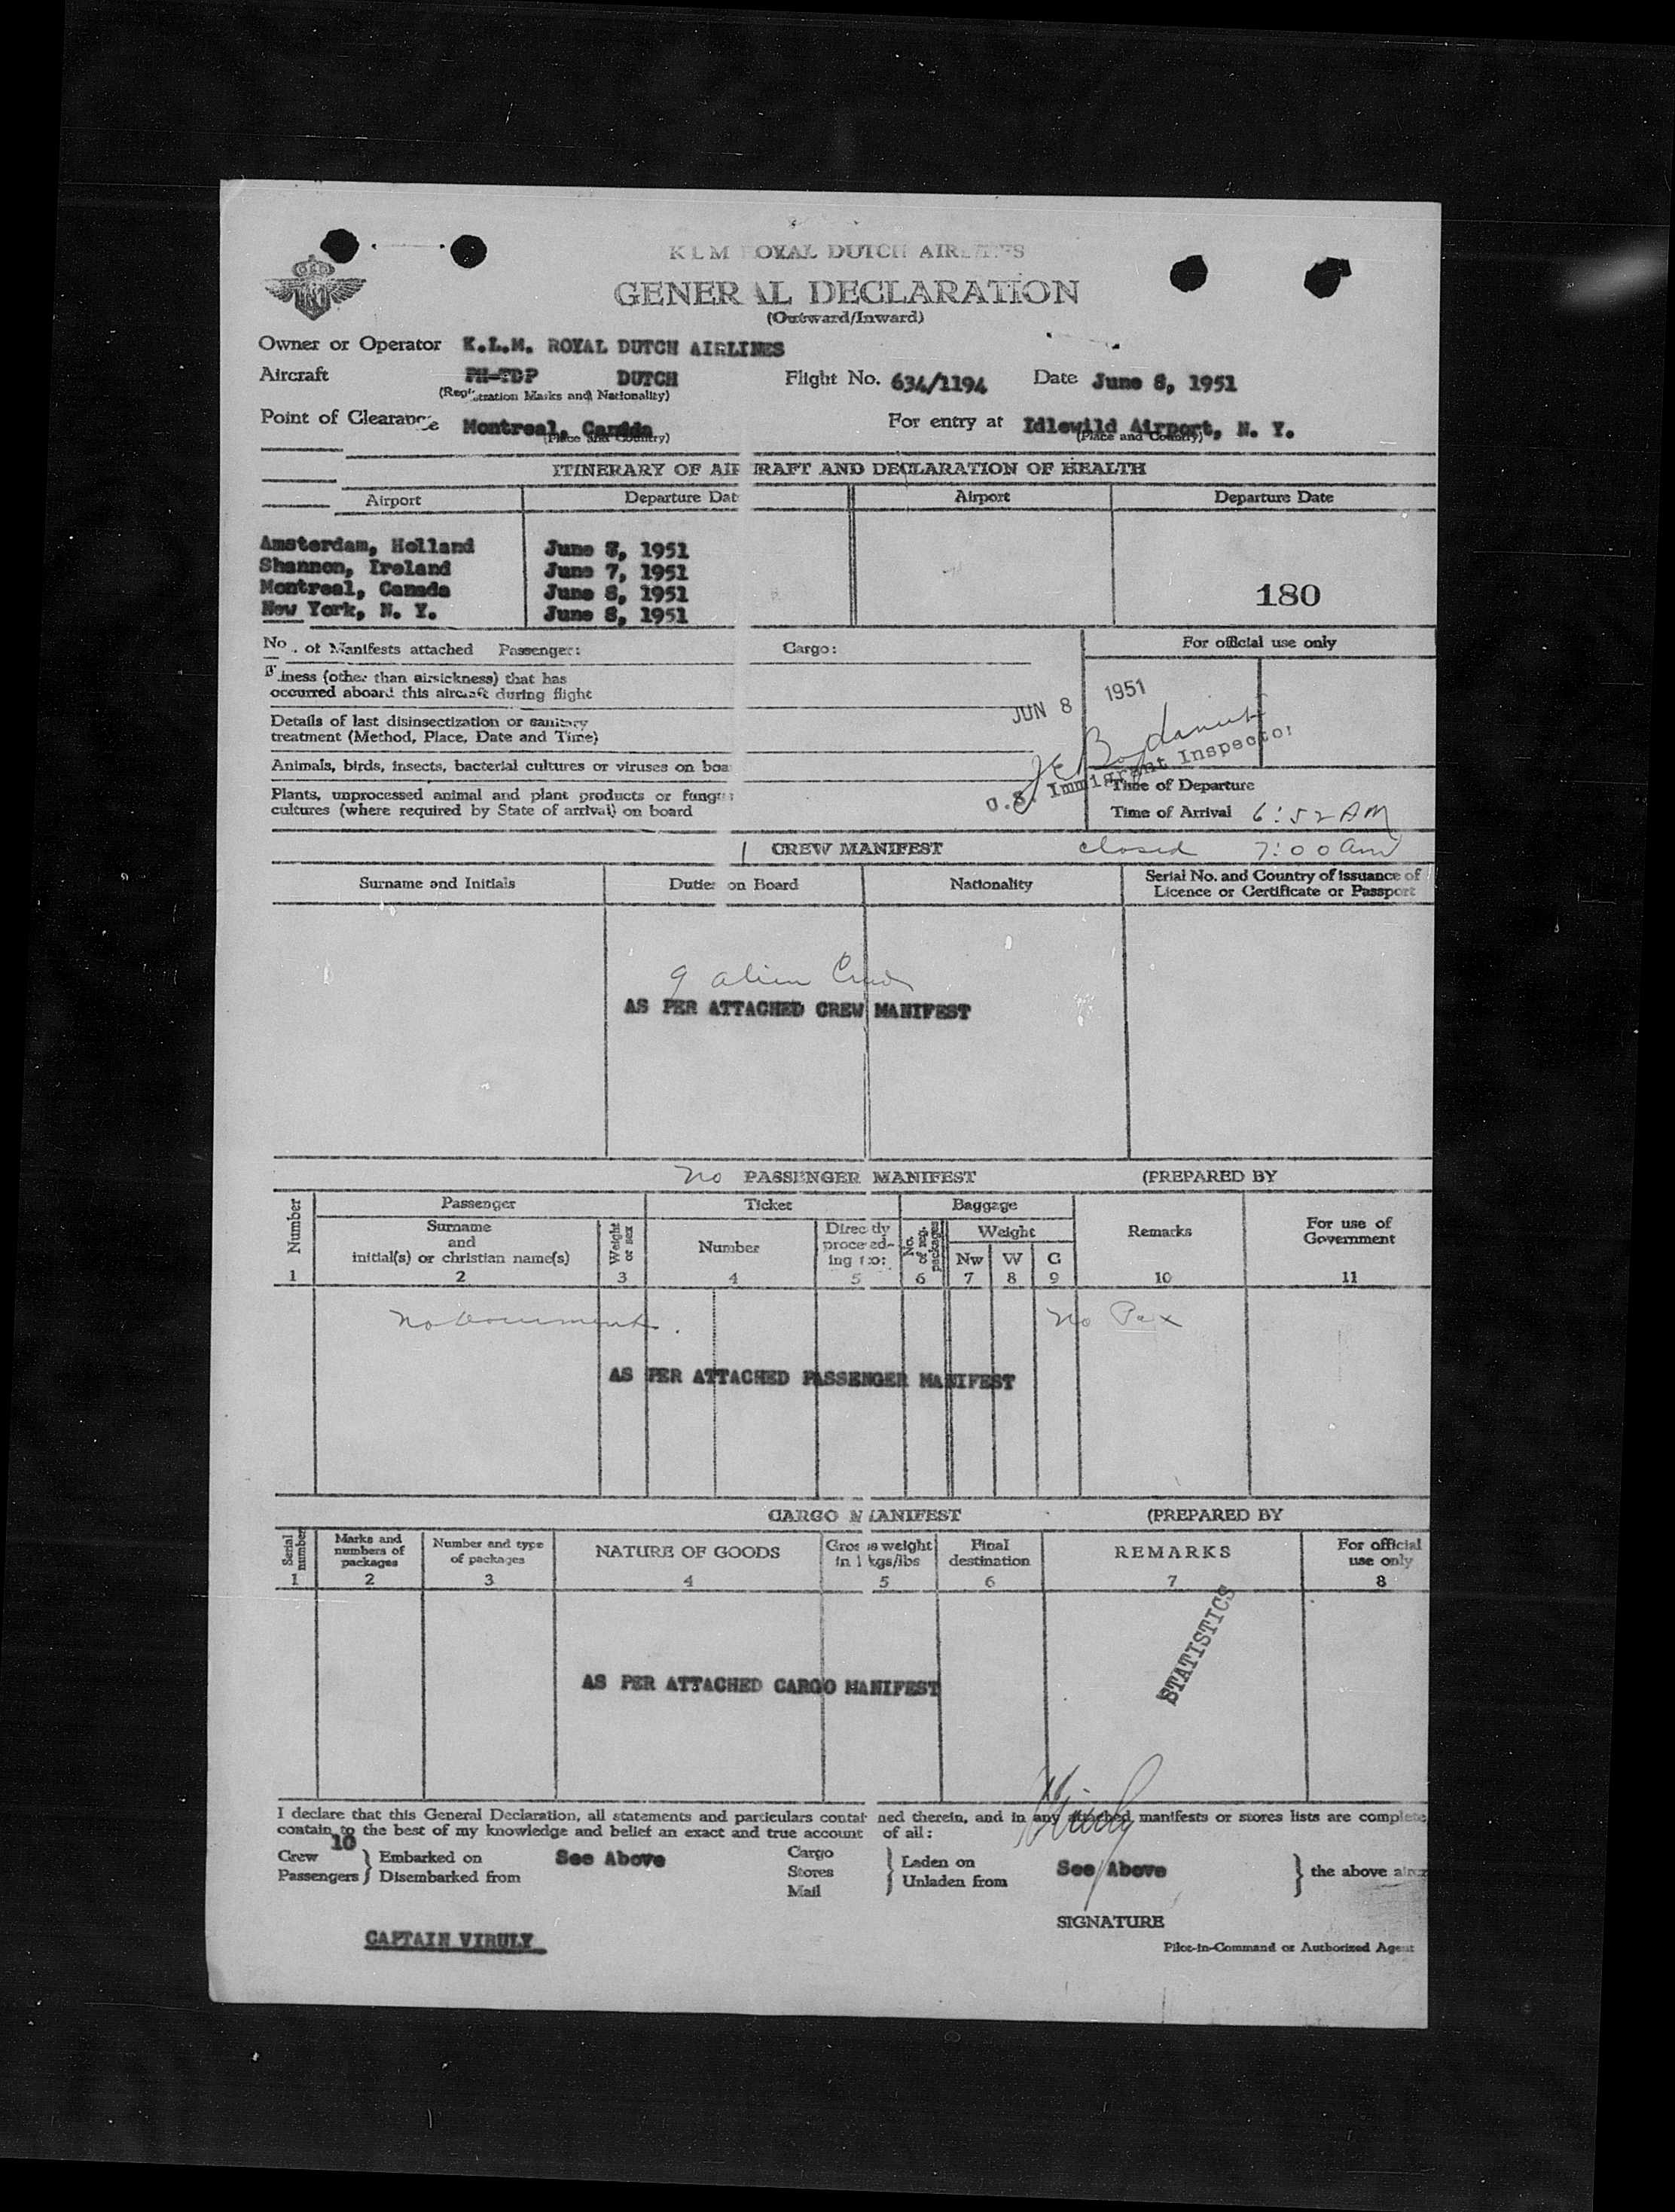 KLM ROYAL DUTCH AIRLINES
GENERAL DECLARATION
(Outward/Inward)
Owner or Operator K.L.M. ROYAL DUTCH AIRLINES
Aircraft PH-TDP DUTCH Flight No. 634/1194 Date June 8, 1951
(Registration Marks and Nationality)
Point of Clearance Montreal, Canada For entry at Idlewild Airport, N. Y.
(Place and Country) (Place and Country)
ITINERARY OF AIRCRAFT AND DECLARATION OF HEALTH
Airport Departure Dat Airport Departure Date
Amsterdam, Holland June 7, 1951
Shannon, Ireland June 7, 1951
Montreal, Canada June 8, 1951
New York, N. Y. June 8, 1951
180
No. of Manifests attached Passenger: Cargo: For official use only
Illness (other than airsickness) that has
occurred aboard this aircraft during flight
JUN 8 1951
Details of last disinsectization or sanitary
treatment (Method, Place, Date and Time)
U.S. Immigrant Inspector
Animals, birds, insects, bacterial cultures or viruses on boa
Time of Departure
Plants, unprocessed animal and plant products or fungus
cultures (where required by State of arrival) on board
Time of Arrival 6:52 AM
CREW MANIFEST closed 7:00 am
Surname and Initials Duties on Board Nationality Serial No. and Country of issuance of
Licence or Certificate or Passport
9 alien Crew
AS PER ATTACHED CREW MANIFEST
No PASSENGER MANIFEST (PREPARED BY
Number Passenger Ticket Baggage
Surname
and
initial(s) or christian name(s)
Weight or sex
Number
Directly
proceed-
ing to:
No. of reg. packages
Weight
Nw W C
Remarks
For use of
Government
1 2 3 4 5 6 7 8 9 10 11
No Documents. No Pax
AS PER ATTACHED PASSENGER MANIFEST
CARGO MANIFEST (PREPARED BY
Serial number
Marks and
numbers of
packages
Number and type
of packages
NATURE OF GOODS
Gross weight
in kgs/lbs
Final
destination
REMARKS
For official
use only
1 2 3 4 5 6 7 8
STATISTICS
AS PER ATTACHED CARGO MANIFEST
Viruly
I declare that this General Declaration, all statements and particulars contained therein, and in any attached manifests or stores lists are complete,
contain to the best of my knowledge and belief an exact and true account of all:
10
Crew } Embarked on See Above Cargo } Laden on See Above } the above aircr
Passengers } Disembarked from Stores } Unladen from
Mail
SIGNATURE
CAPTAIN VIRULY
Pilot-in-Command or Authorized Agent